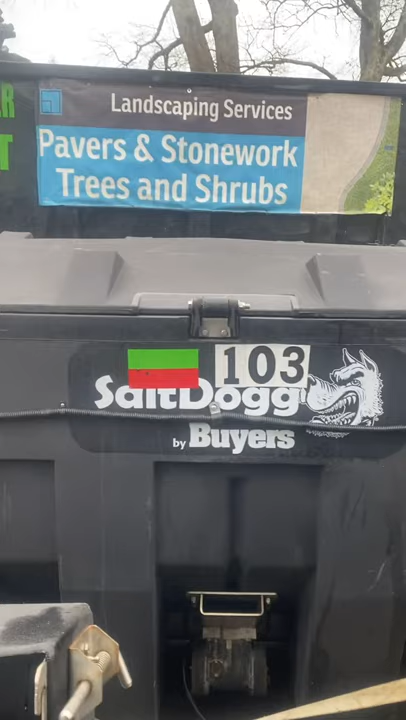 Landscaping Services
Pavers & Stonework
Trees and Shrubs
103
SaltDogg
by Buyers